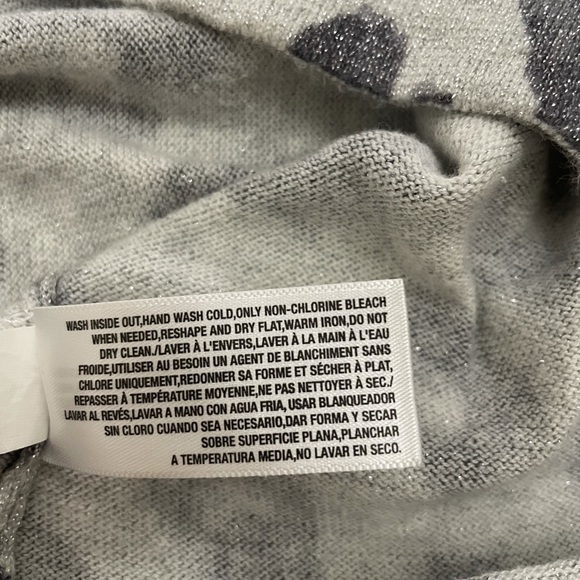 WASH INSIDE OUT,HAND WASH COLD,ONLY NON-CHLORINE BLEACH
WHEN NEEDED,RESHAPE AND DRY FLAT,WARM IRON,DO NOT
DRY CLEAN./LAVER À L'ENVERS,LAVER À LA MAIN À L'EAU
FROIDE,UTILISER AU BESOIN UN AGENT DE BLANCHIMENT SANS
CHLORE UNIQUEMENT,REDONNER SA FORME ET SÉCHER À PLAT,
REPASSER À TEMPÉRATURE MOYENNE,NE PAS NETTOYER À SEC./
LAVAR AL REVÉS,LAVAR A MANO CON AGUA FRIA, USAR BLANQUEADOR
SIN CLORO CUANDO SEA NECESARIO,DAR FORMA Y SECAR
SOBRE SUPERFICIE PLANA,PLANCHAR
A TEMPERATURA MEDIA,NO LAVAR EN SECO.